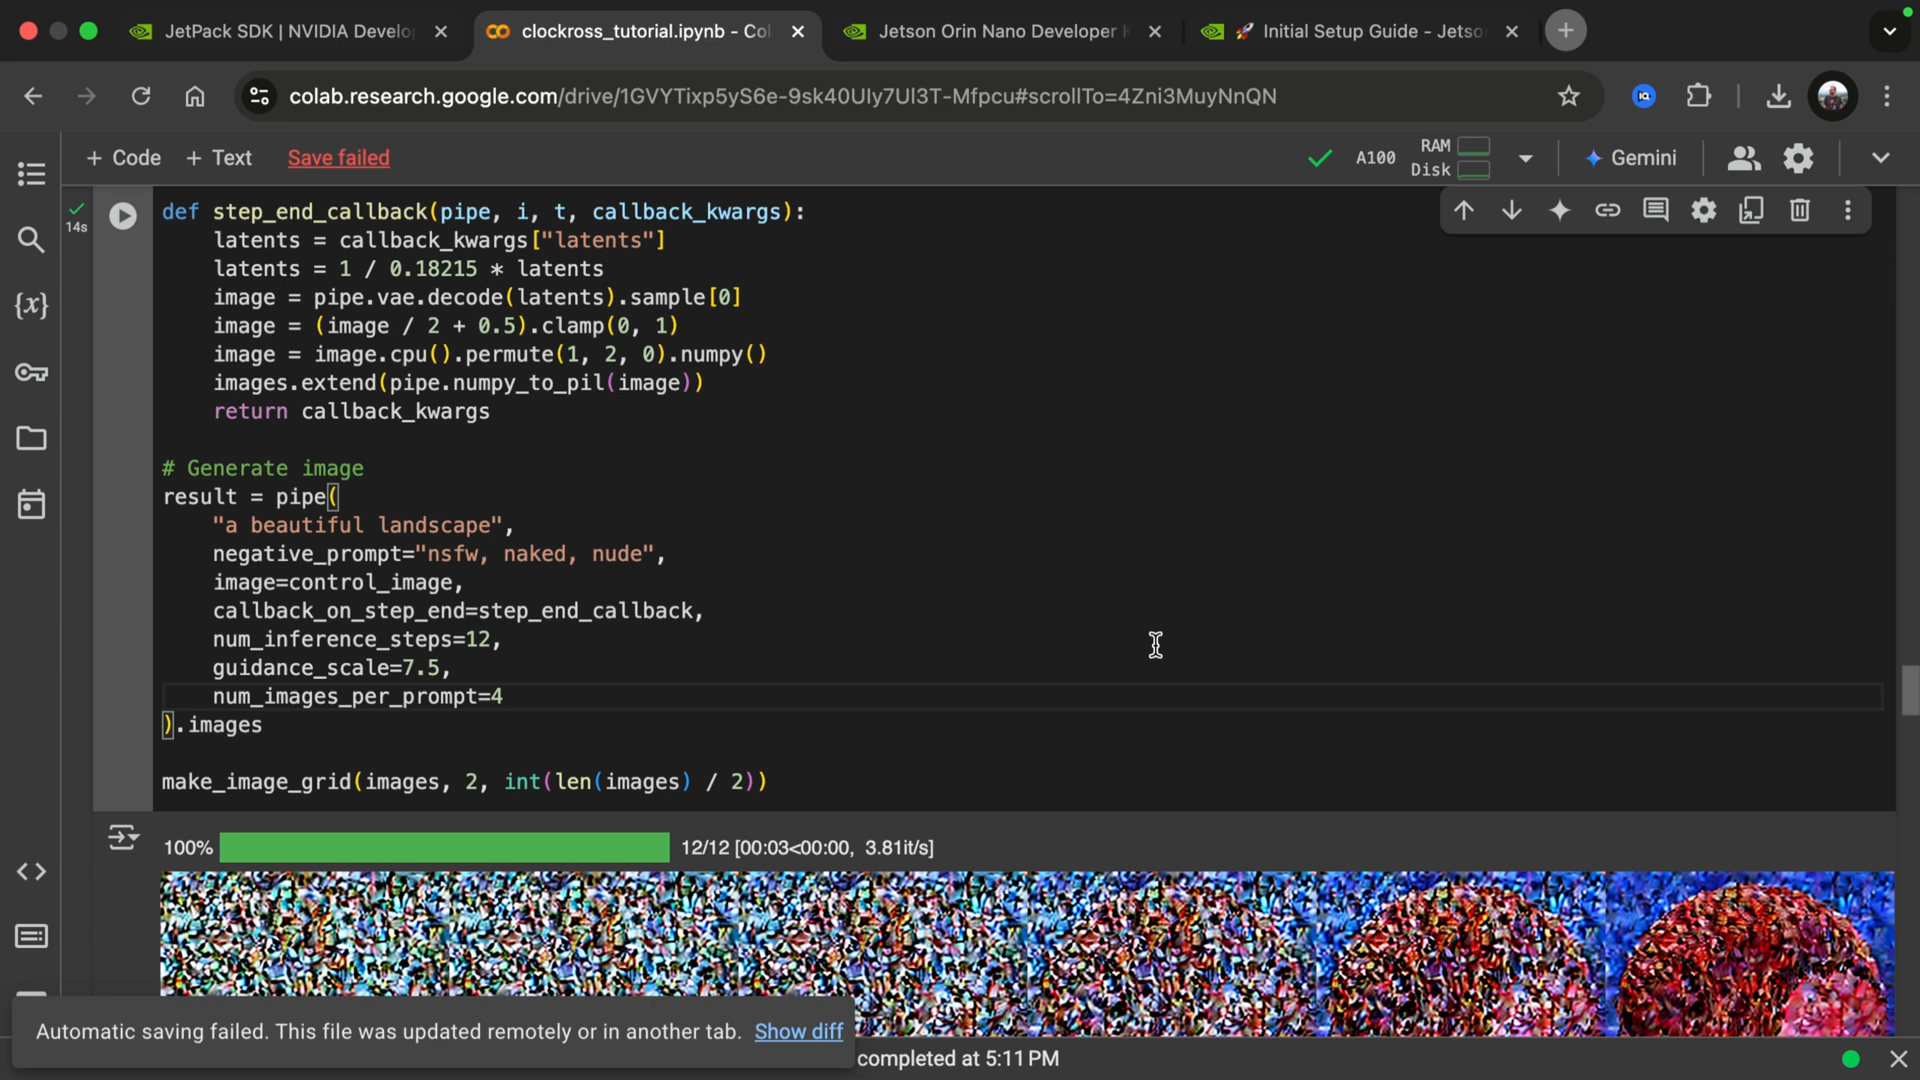 JetPack SDK | NVIDIA Develo
clockross_tutorial.ipynb - Co
Jetson Orin Nano Developer
🚀 Initial Setup Guide - Jetso
colab.research.google.com/drive/1GVYTixp5yS6e-9sk40Uly7Ul3T-Mfpcu#scrollTo=4Zni3MuyNnQN
+ Code + Text Save failed
A100
RAM
Disk
Gemini
14s
def step_end_callback(pipe, i, t, callback_kwargs):
latents = callback_kwargs["latents"]
latents = 1 / 0.18215 * latents
image = pipe.vae.decode(latents).sample[0]
image = (image / 2 + 0.5).clamp(0, 1)
image = image.cpu().permute(1, 2, 0).numpy()
images.extend(pipe.numpy_to_pil(image))
return callback_kwargs
# Generate image
result = pipe(
"a beautiful landscape",
negative_prompt="nsfw, naked, nude",
image=control_image,
callback_on_step_end=step_end_callback,
num_inference_steps=12,
guidance_scale=7.5,
num_images_per_prompt=4
).images
make_image_grid(images, 2, int(len(images) / 2))
100% 12/12 [00:03<00:00, 3.81it/s]
Automatic saving failed. This file was updated remotely or in another tab. Show diff
completed at 5:11 PM